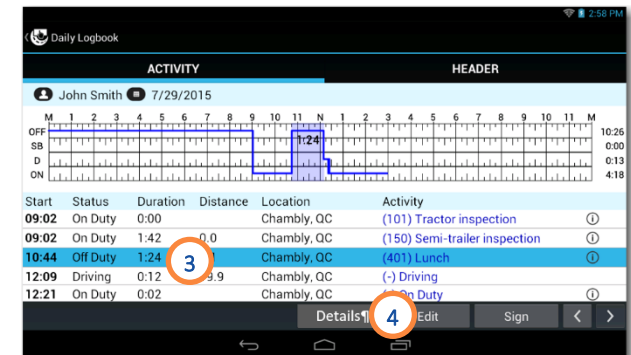 2:58 PM
Daily Logbook
ACTIVITY HEADER
John Smith 7/29/2015
M 1 2 3 4 5 6 7 8 9 10 11 N 1 2 3 4 5 6 7 8 9 10 11 M
OFF 1:24 10:26
SB 0:00
D 0:13
ON 4:18
Start Status Duration Distance Location Activity
09:02 On Duty 0:00 Chambly, QC (101) Tractor inspection
09:02 On Duty 1:42 0.0 Chambly, QC (150) Semi-trailer inspection
10:44 Off Duty 1:24 Chambly, QC (401) Lunch
3
12:09 Driving 0:12 Chambly, QC (-) Driving
12:21 On Duty 0:02 Chambly, QC On Duty
Details¶ 4 Edit Sign